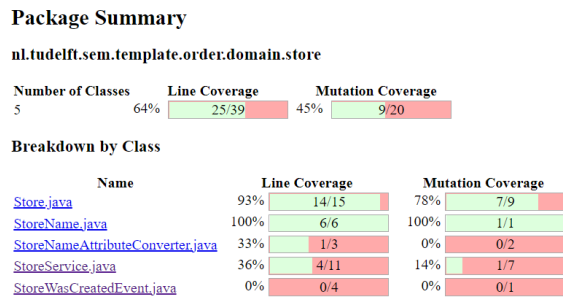 Package Summary
nl.tudelft.sem.template.order.domain.store
Number of Classes Line Coverage Mutation Coverage
5 64% 25/39 45% 9/20
Breakdown by Class
Name Line Coverage Mutation Coverage
Store.java 93% 14/15 78% 7/9
StoreName.java 100% 6/6 100% 1/1
StoreNameAttributeConverter.java 33% 1/3 0% 0/2
StoreService.java 36% 4/11 14% 1/7
StoreWasCreatedEvent.java 0% 0/4 0% 0/1